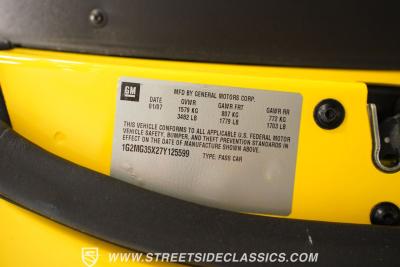 GM
MFD BY GENERAL MOTORS CORP.
DATE GVWR GAWR FRT GAWR RR
01/07 1579 KG 807 KG 772 KG
3482 LB 1779 LB 1703 LB
THIS VEHICLE CONFORMS TO ALL APPLICABLE U.S. FEDERAL MOTOR
VEHICLE SAFETY, BUMPER, AND THEFT PREVENTION STANDARDS IN
EFFECT ON THE DATE OF MANUFACTURE SHOWN ABOVE.
1G2MG35X27Y125599 TYPE: PASS CAR
WWW.STREETSIDECLASSICS.COM